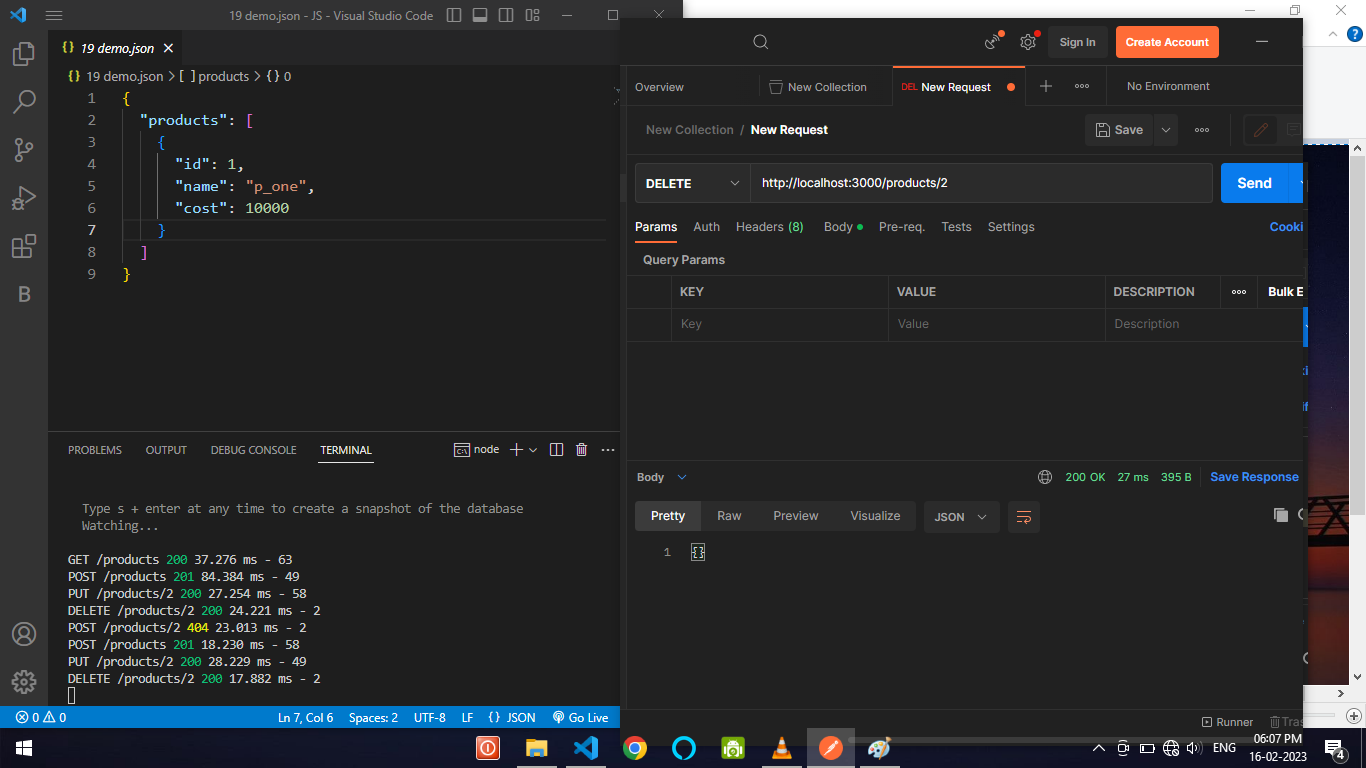 19 demo.json - JS - Visual Studio Code
19 demo.json
19 demo.json > [ ] products > {} 0
1 {
2 "products": [
3 {
4 "id": 1,
5 "name": "p_one",
6 "cost": 10000
7 }
8 ]
9 }
B
PROBLEMS OUTPUT DEBUG CONSOLE TERMINAL
node
Type s + enter at any time to create a snapshot of the database
Watching...
GET /products 200 37.276 ms - 63
POST /products 201 84.384 ms - 49
PUT /products/2 200 27.254 ms - 58
DELETE /products/2 200 24.221 ms - 2
POST /products/2 404 23.013 ms - 2
POST /products 201 18.230 ms - 58
PUT /products/2 200 28.229 ms - 49
DELETE /products/2 200 17.882 ms - 2
0 0
Ln 7, Col 6 Spaces: 2 UTF-8 LF {} JSON Go Live
Sign In Create Account
Overview New Collection DEL New Request No Environment
New Collection / New Request Save
DELETE http://localhost:3000/products/2 Send
Params Auth Headers (8) Body Pre-req. Tests Settings Cooki
Query Params
KEY VALUE DESCRIPTION Bulk E
Key Value Description
Body 200 OK 27 ms 395 B Save Response
Pretty Raw Preview Visualize JSON
1 {}
Runner Tras
ENG 06:07 PM
16-02-2023
4